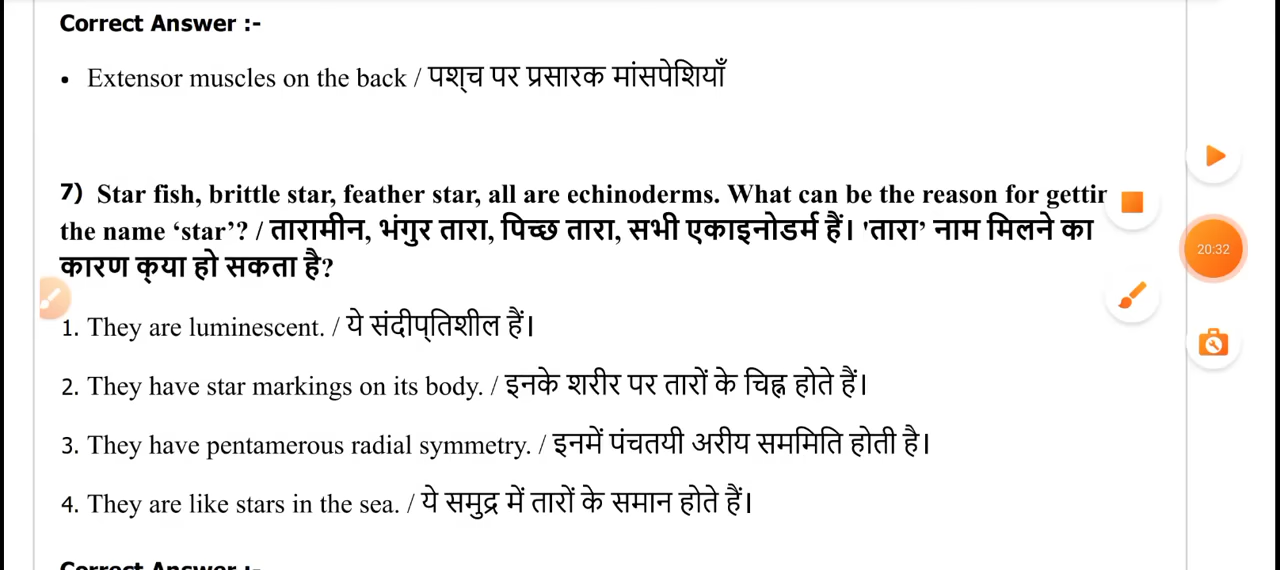 Correct Answer :-
• Extensor muscles on the back / पश्च पर प्रसारक मांसपेशियाँ
7) Star fish, brittle star, feather star, all are echinoderms. What can be the reason for
the name ‘star’? / तारामीन, भंगुर तारा, पिच्छ तारा, सभी एकाइनोडर्म हैं। 'तारा’ नाम मिलने का
कारण क्या हो सकता है?
1. They are luminescent. / ये संदीप्तिशील हैं।
2. They have star markings on its body. / इनके शरीर पर तारों के चिह्न होते हैं।
3. They have pentamerous radial symmetry. / इनमें पंचतयी अरीय सममिति होती है।
4. They are like stars in the sea. / ये समुद्र में तारों के समान होते हैं।
Correct Answer :-
20:32